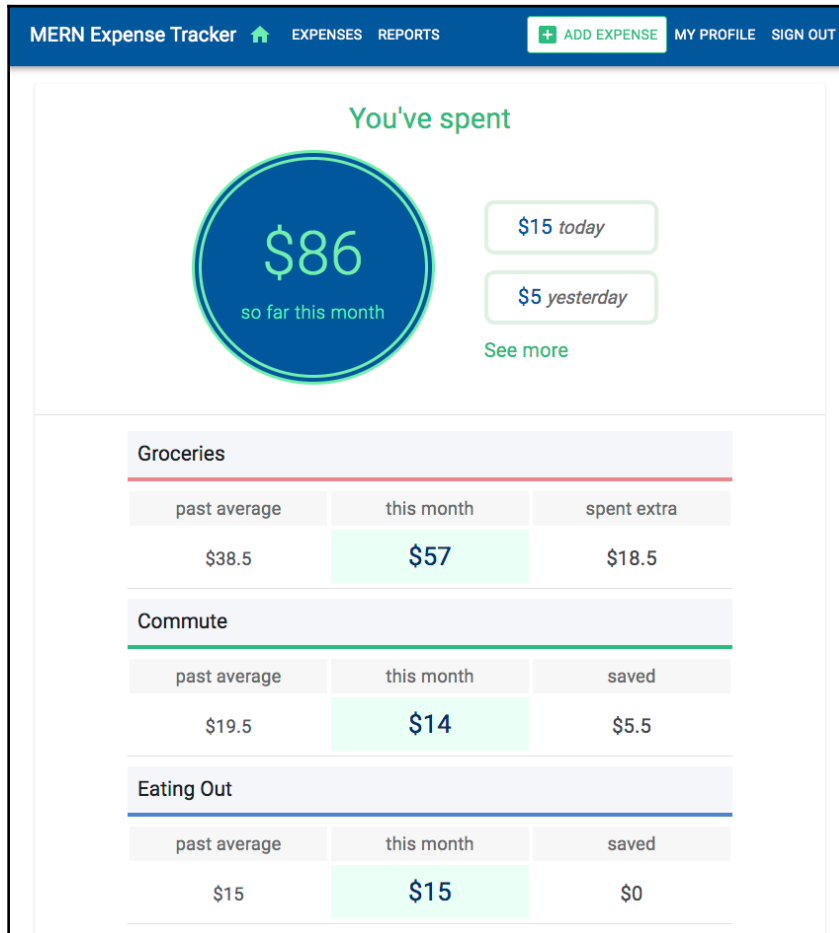 MERN Expense Tracker EXPENSES REPORTS ADD EXPENSE MY PROFILE SIGN OUT
You've spent
$86
so far this month
$15 today
$5 yesterday
See more
Groceries
past average this month spent extra
$38.5 $57 $18.5
Commute
past average this month saved
$19.5 $14 $5.5
Eating Out
past average this month saved
$15 $15 $0